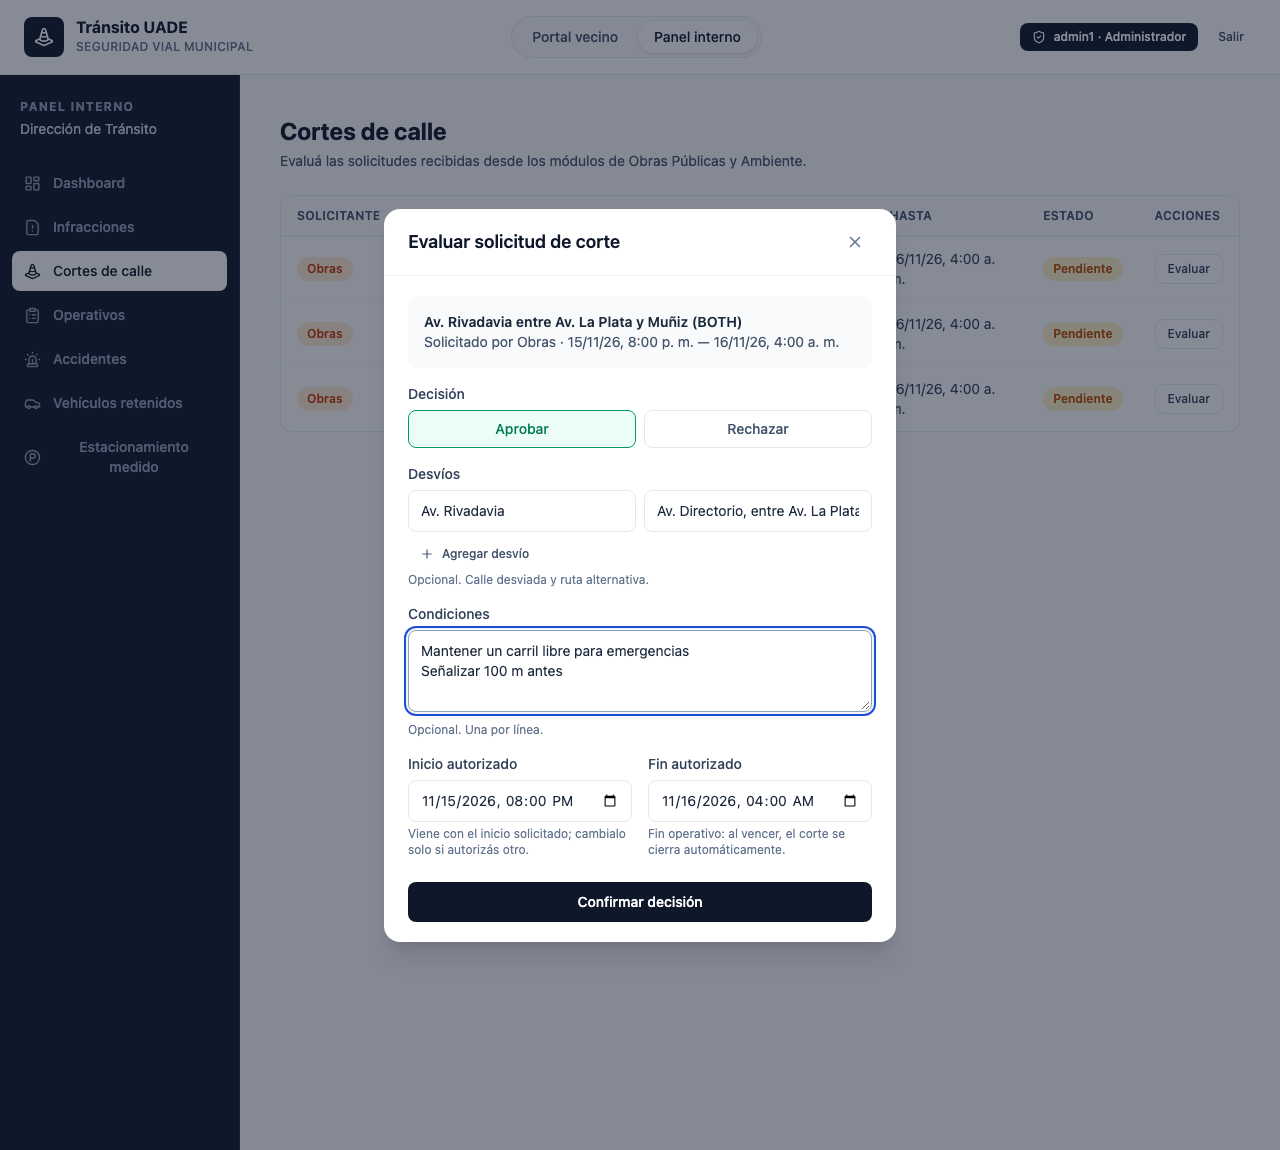 Tránsito UADE
SEGURIDAD VIAL MUNICIPAL
Portal vecino
Panel interno
admin1 · Administrador
Salir
PANEL INTERNO
Dirección de Tránsito
Dashboard
Infracciones
Cortes de calle
Operativos
Accidentes
Vehículos retenidos
Estacionamiento
medido
Cortes de calle
Evaluá las solicitudes recibidas desde los módulos de Obras Públicas y Ambiente.
SOLICITANTE
HASTA
ESTADO
ACCIONES
Obras
6/11/26, 4:00 a.
m.
Pendiente
Evaluar
Obras
6/11/26, 4:00 a.
m.
Pendiente
Evaluar
Obras
6/11/26, 4:00 a.
m.
Pendiente
Evaluar
Evaluar solicitud de corte
Av. Rivadavia entre Av. La Plata y Muñiz (BOTH)
Solicitado por Obras · 15/11/26, 8:00 p. m. — 16/11/26, 4:00 a. m.
Decisión
Aprobar
Rechazar
Desvíos
Av. Rivadavia
Av. Directorio, entre Av. La Plata
Agregar desvío
Opcional. Calle desviada y ruta alternativa.
Condiciones
Mantener un carril libre para emergencias
Señalizar 100 m antes
Opcional. Una por línea.
Inicio autorizado
Fin autorizado
11/15/2026, 08:00 PM
11/16/2026, 04:00 AM
Viene con el inicio solicitado; cambialo
solo si autorizás otro.
Fin operativo: al vencer, el corte se
cierra automáticamente.
Confirmar decisión